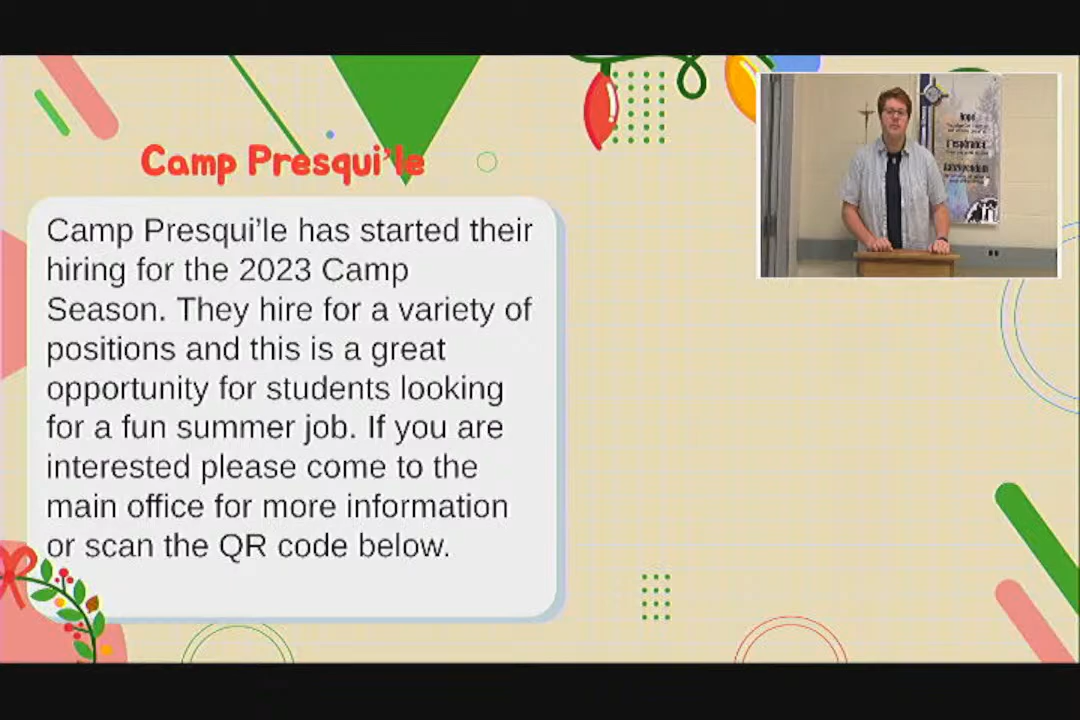 Camp Presqui’le
Camp Presqui’le has started their
hiring for the 2023 Camp
Season. They hire for a variety of
positions and this is a great
opportunity for students looking
for a fun summer job. If you are
interested please come to the
main office for more information
or scan the QR code below.